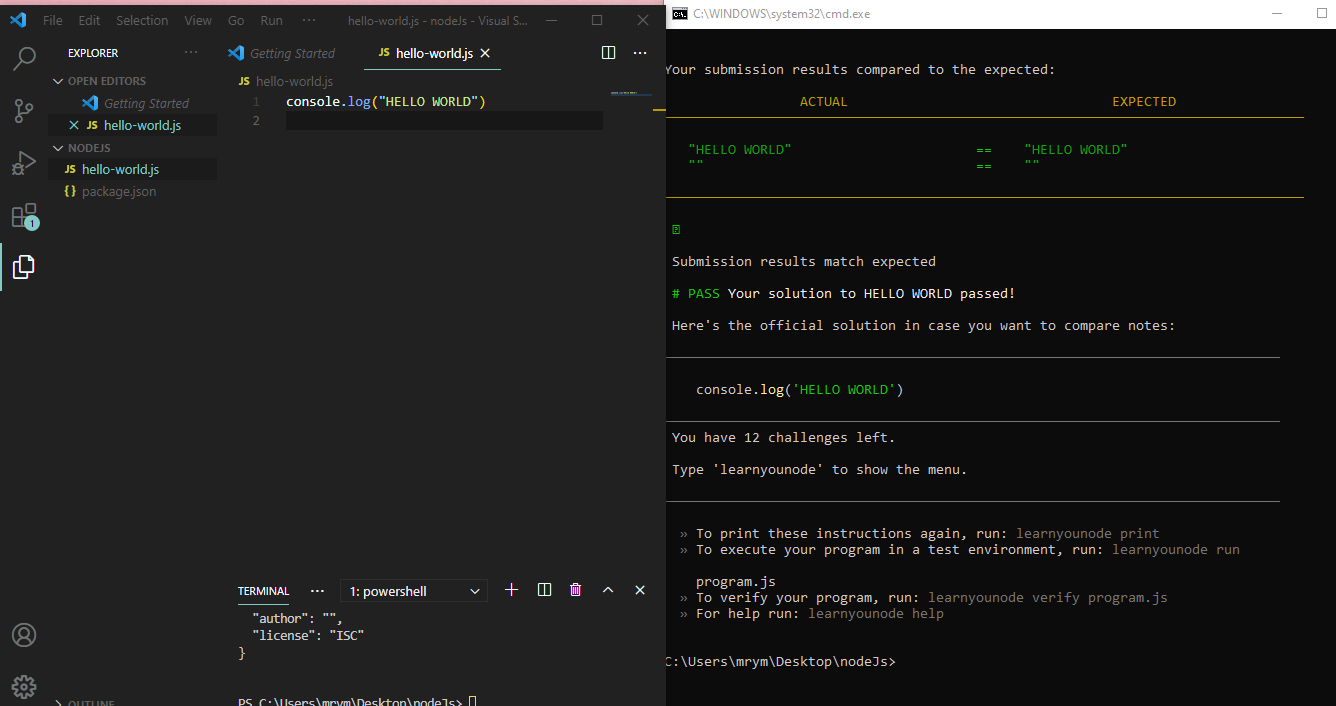 File Edit Selection View Go Run ··· hello-world.js - nodeJs - Visual S...
EXPLORER ···
OPEN EDITORS
Getting Started
JS hello-world.js
NODEJS
JS hello-world.js
{} package.json
1
OUTLINE
Getting Started JS hello-world.js ···
JS hello-world.js
1 console.log("HELLO WORLD")
2
TERMINAL ··· 1: powershell
"author": "",
"license": "ISC"
}
PS C:\Users\mrym\Desktop\nodeJs>
C:\WINDOWS\system32\cmd.exe
Your submission results compared to the expected:
ACTUAL EXPECTED
"HELLO WORLD" == "HELLO WORLD"
"" == ""
Submission results match expected
# PASS Your solution to HELLO WORLD passed!
Here's the official solution in case you want to compare notes:
console.log('HELLO WORLD')
You have 12 challenges left.
Type 'learnyounode' to show the menu.
» To print these instructions again, run: learnyounode print
» To execute your program in a test environment, run: learnyounode run
program.js
» To verify your program, run: learnyounode verify program.js
» For help run: learnyounode help
C:\Users\mrym\Desktop\nodeJs>